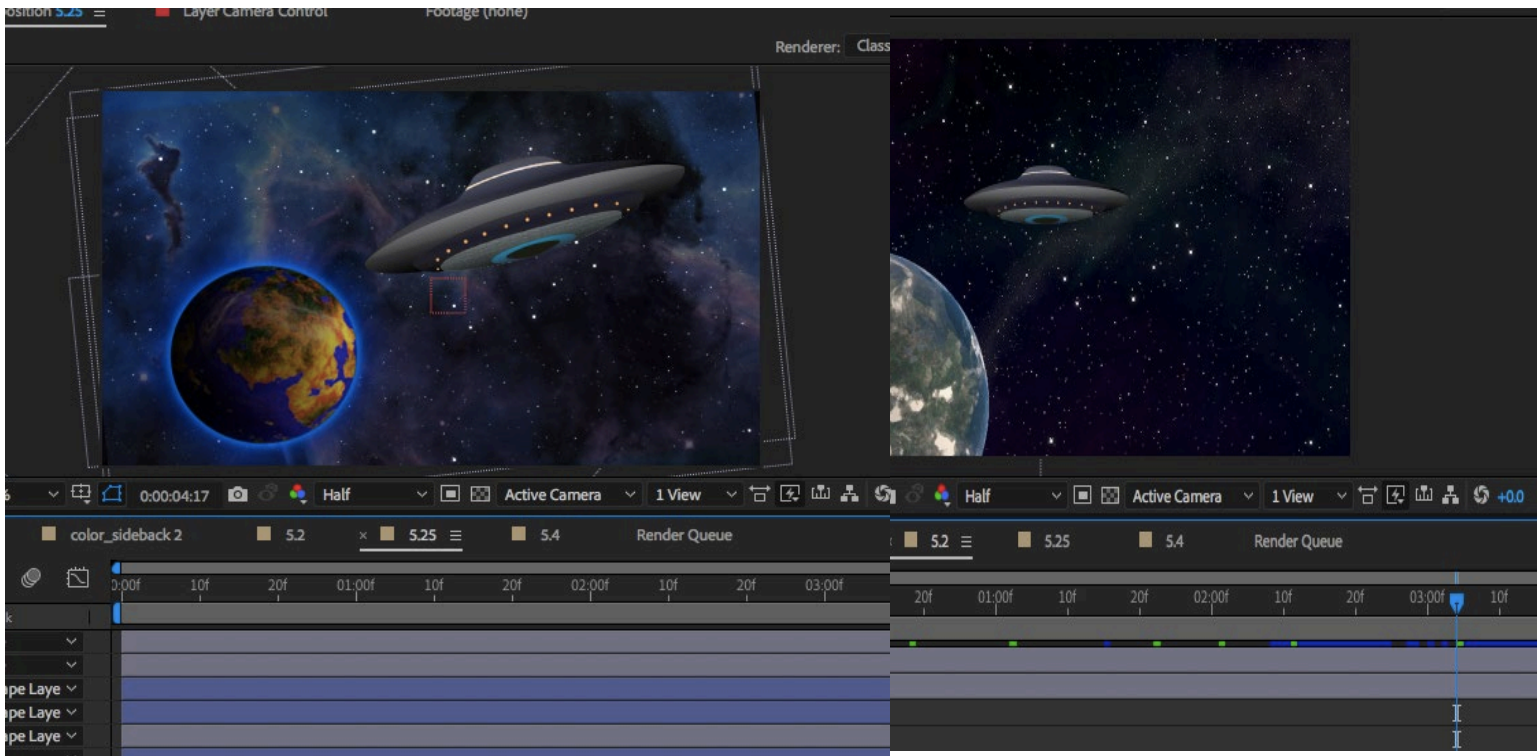 osition 5.25
Layer Camera Control
Footage (none)
Renderer: Class
% 0:00:04:17 Half Active Camera 1 View
color_sideback 2 5.2 × 5.25 5.4 Render Queue
0:00f 10f 20f 01:00f 10f 20f 02:00f 10f 20f 03:00f
k
ape Laye
ape Laye
ape Laye
Half Active Camera 1 View +0.0
5.2 5.25 5.4 Render Queue
20f 01:00f 10f 20f 02:00f 10f 20f 03:00f 10f